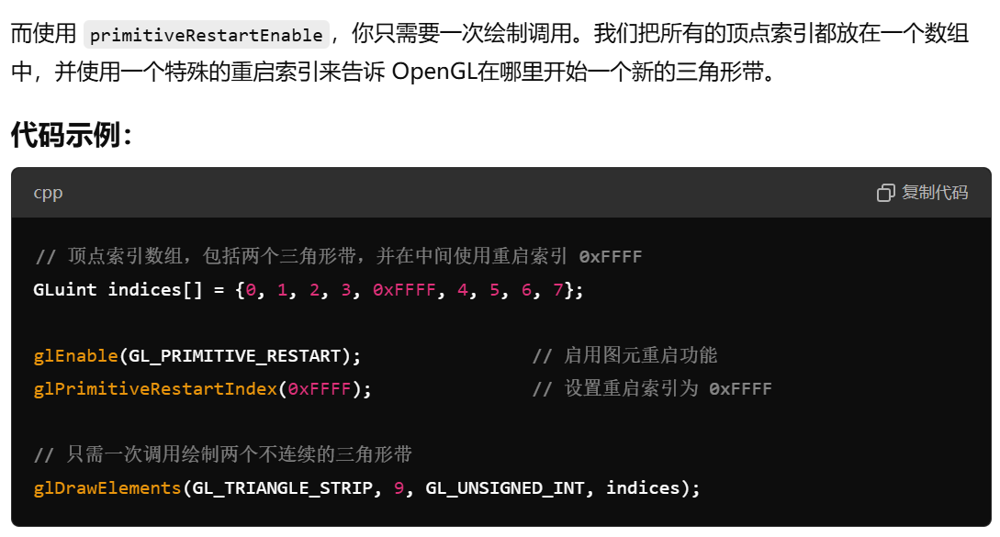 而使用 primitiveRestartEnable，你只需要一次绘制调用。我们把所有的顶点索引都放在一个数组
中，并使用一个特殊的重启索引来告诉 OpenGL在哪里开始一个新的三角形带。
代码示例：
cpp 复制代码
// 顶点索引数组，包括两个三角形带，并在中间使用重启索引 0xFFFF
GLuint indices[] = {0, 1, 2, 3, 0xFFFF, 4, 5, 6, 7};
glEnable(GL_PRIMITIVE_RESTART); // 启用图元重启功能
glPrimitiveRestartIndex(0xFFFF); // 设置重启索引为 0xFFFF
// 只需一次调用绘制两个不连续的三角形带
glDrawElements(GL_TRIANGLE_STRIP, 9, GL_UNSIGNED_INT, indices);